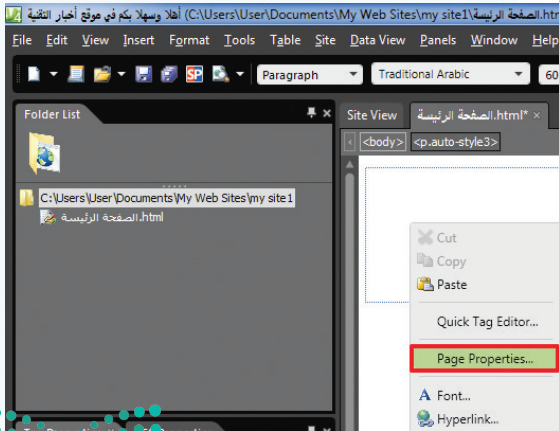 أهلا وسهلا بكم في موقع أخبار التقنية (C:\Users\User\Documents\My Web Sites\my site1\الصفحة الرئيسة.htm
File Edit View Insert Format Tools Table Site Data View Panels Window Help
Paragraph Traditional Arabic 60
Folder List
Site View الصفحة الرئيسة.html* ×
<body> <p.auto-style3>
C:\Users\User\Documents\My Web Sites\my site1
الصفحة الرئيسة.html
Cut
Copy
Paste
Quick Tag Editor...
Page Properties...
Font...
Hyperlink...